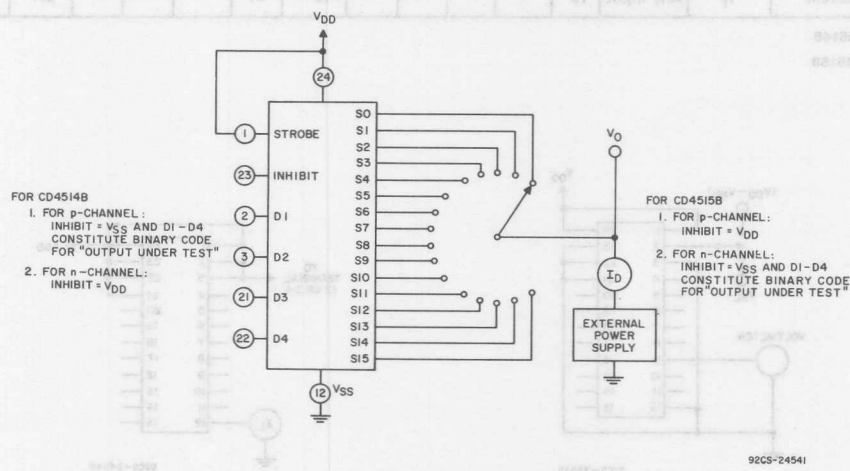 VDD
24
1
STROBE
23
INHIBIT
2
D1
3
D2
21
D3
22
D4
S0
S1
S2
S3
S4
S5
S6
S7
S8
S9
S10
S11
S12
S13
S14
S15
12
VSS
VO
ID
EXTERNAL
POWER
SUPPLY
FOR CD4514B
1. FOR p-CHANNEL:
INHIBIT = VSS AND D1-D4
CONSTITUTE BINARY CODE
FOR "OUTPUT UNDER TEST"
2. FOR n-CHANNEL:
INHIBIT = VDD
FOR CD4515B
1. FOR p-CHANNEL:
INHIBIT = VDD
2. FOR n-CHANNEL:
INHIBIT = VSS AND D1-D4
CONSTITUTE BINARY CODE
FOR "OUTPUT UNDER TEST"
92CS-24541